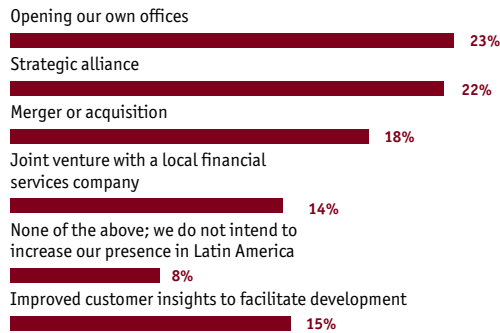 Opening our own offices
23%
Strategic alliance
22%
Merger or acquisition
18%
Joint venture with a local financial
services company
14%
None of the above; we do not intend to
increase our presence in Latin America
8%
Improved customer insights to facilitate development
15%